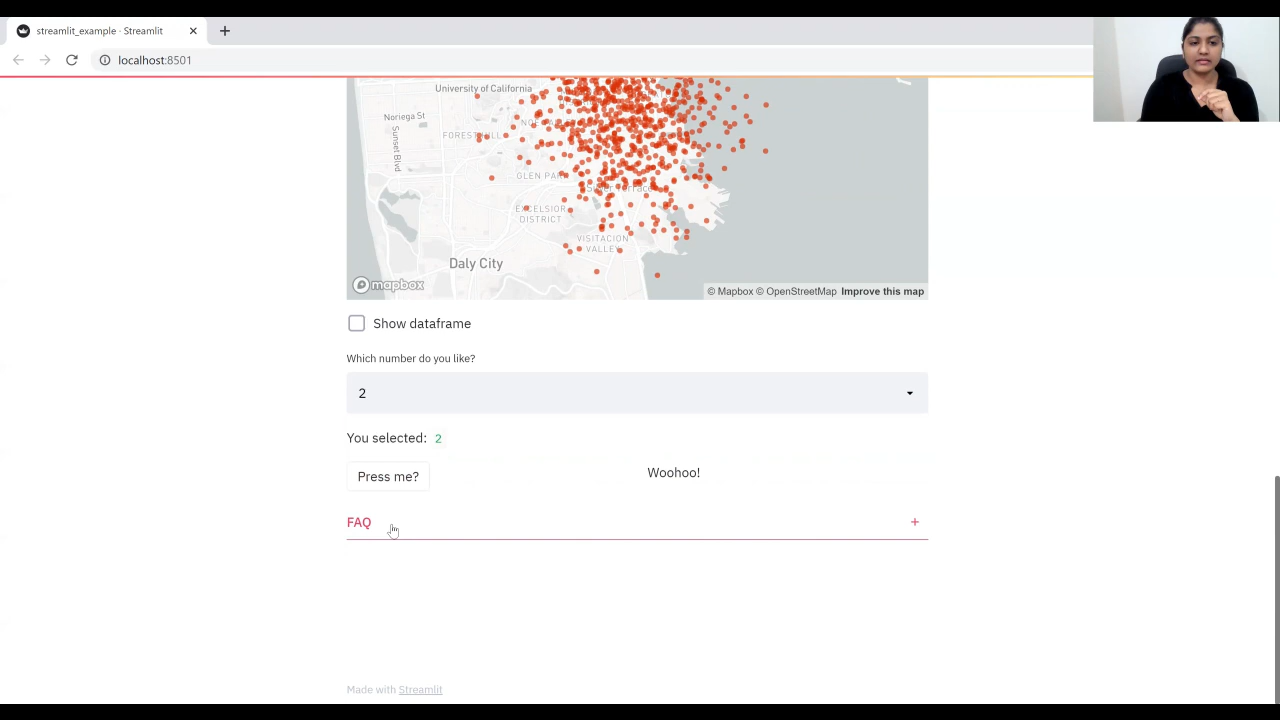 streamlit_example · Streamlit
localhost:8501
University of California
Noriega St
Sunset Blvd
FOREST HILL
GLEN PARK
Silver Terrace
EXCELSIOR
DISTRICT
VISITACION
VALLEY
Daly City
mapbox
© Mapbox © OpenStreetMap Improve this map
Show dataframe
Which number do you like?
2
You selected: 2
Press me?
Woohoo!
FAQ
Made with Streamlit